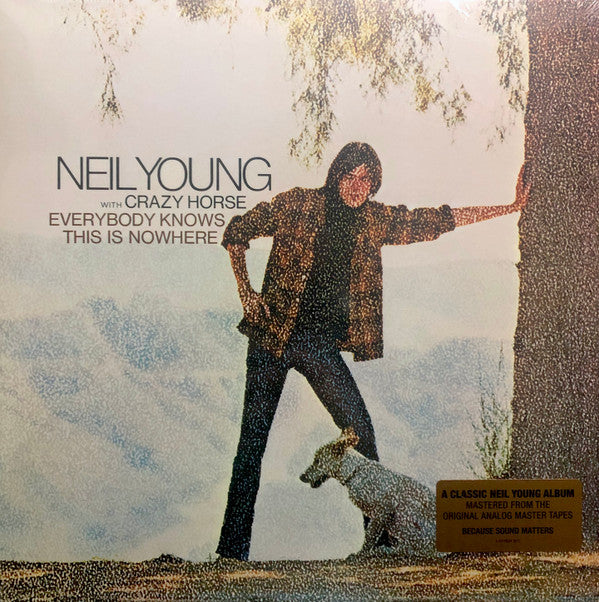 NEIL YOUNG
WITH CRAZY HORSE
EVERYBODY KNOWS
THIS IS NOWHERE
A CLASSIC NEIL YOUNG ALBUM
MASTERED FROM THE
ORIGINAL ANALOG MASTER TAPES
BECAUSE SOUND MATTERS